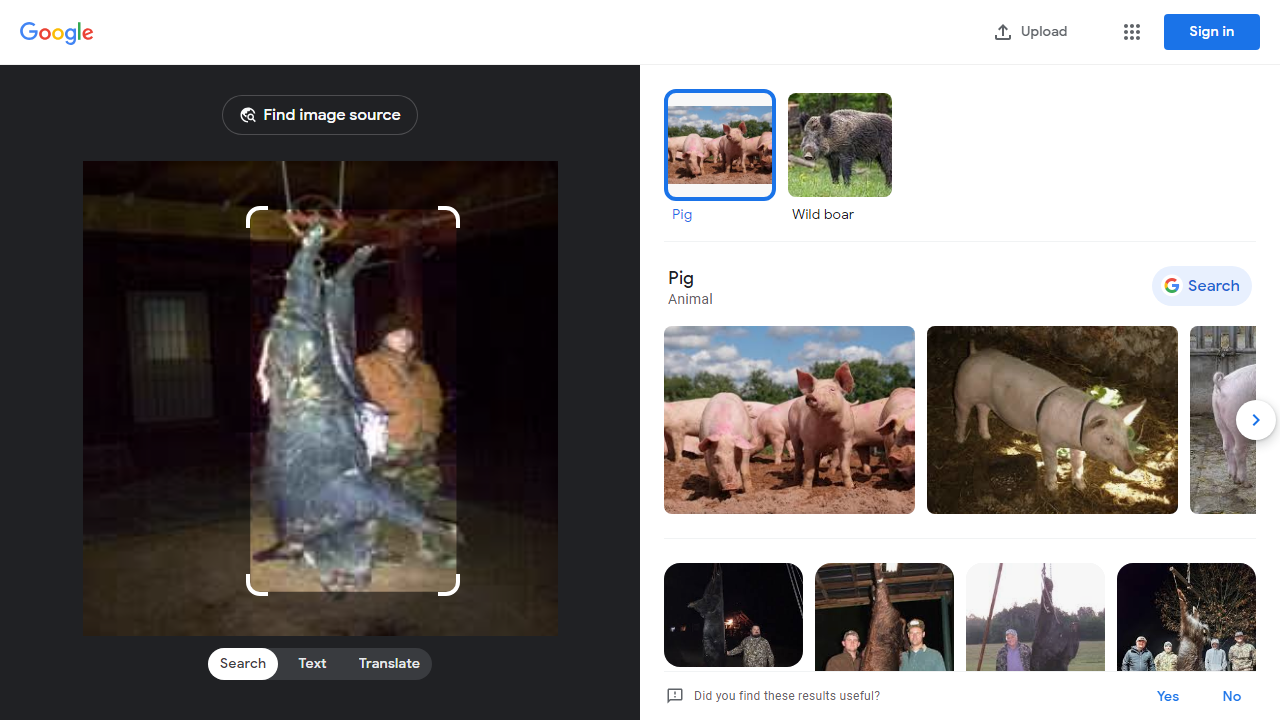 Google
Upload
Sign in
Find image source
Pig
Wild boar
Pig
Animal
Search
Search
Text
Translate
Did you find these results useful?
Yes
No